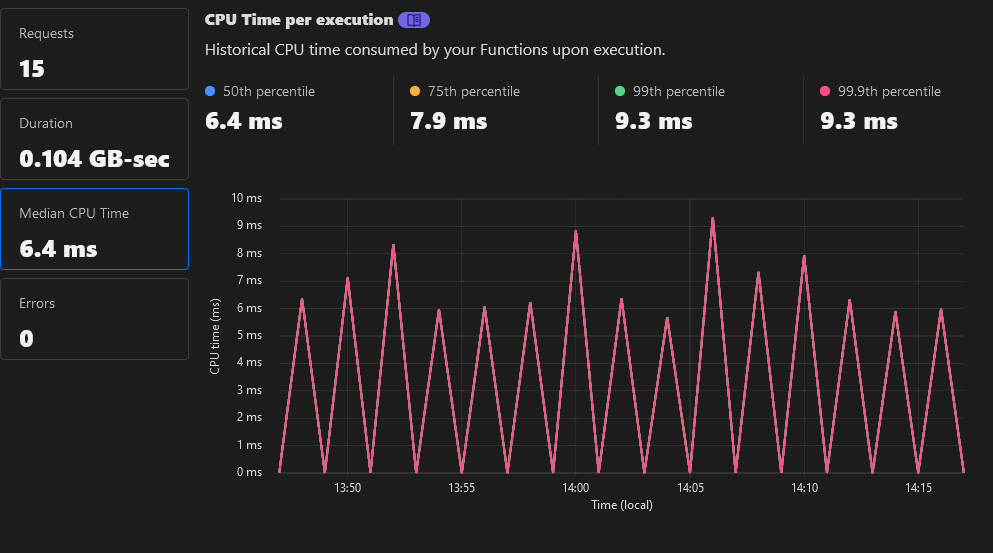 Requests
15
Duration
0.104 GB-sec
Median CPU Time
6.4 ms
Errors
0
CPU Time per execution
Historical CPU time consumed by your Functions upon execution.
50th percentile
6.4 ms
75th percentile
7.9 ms
99th percentile
9.3 ms
99.9th percentile
9.3 ms
CPU time (ms)
10 ms
9 ms
8 ms
7 ms
6 ms
5 ms
4 ms
3 ms
2 ms
1 ms
0 ms
13:50 13:55 14:00 14:05 14:10 14:15
Time (local)